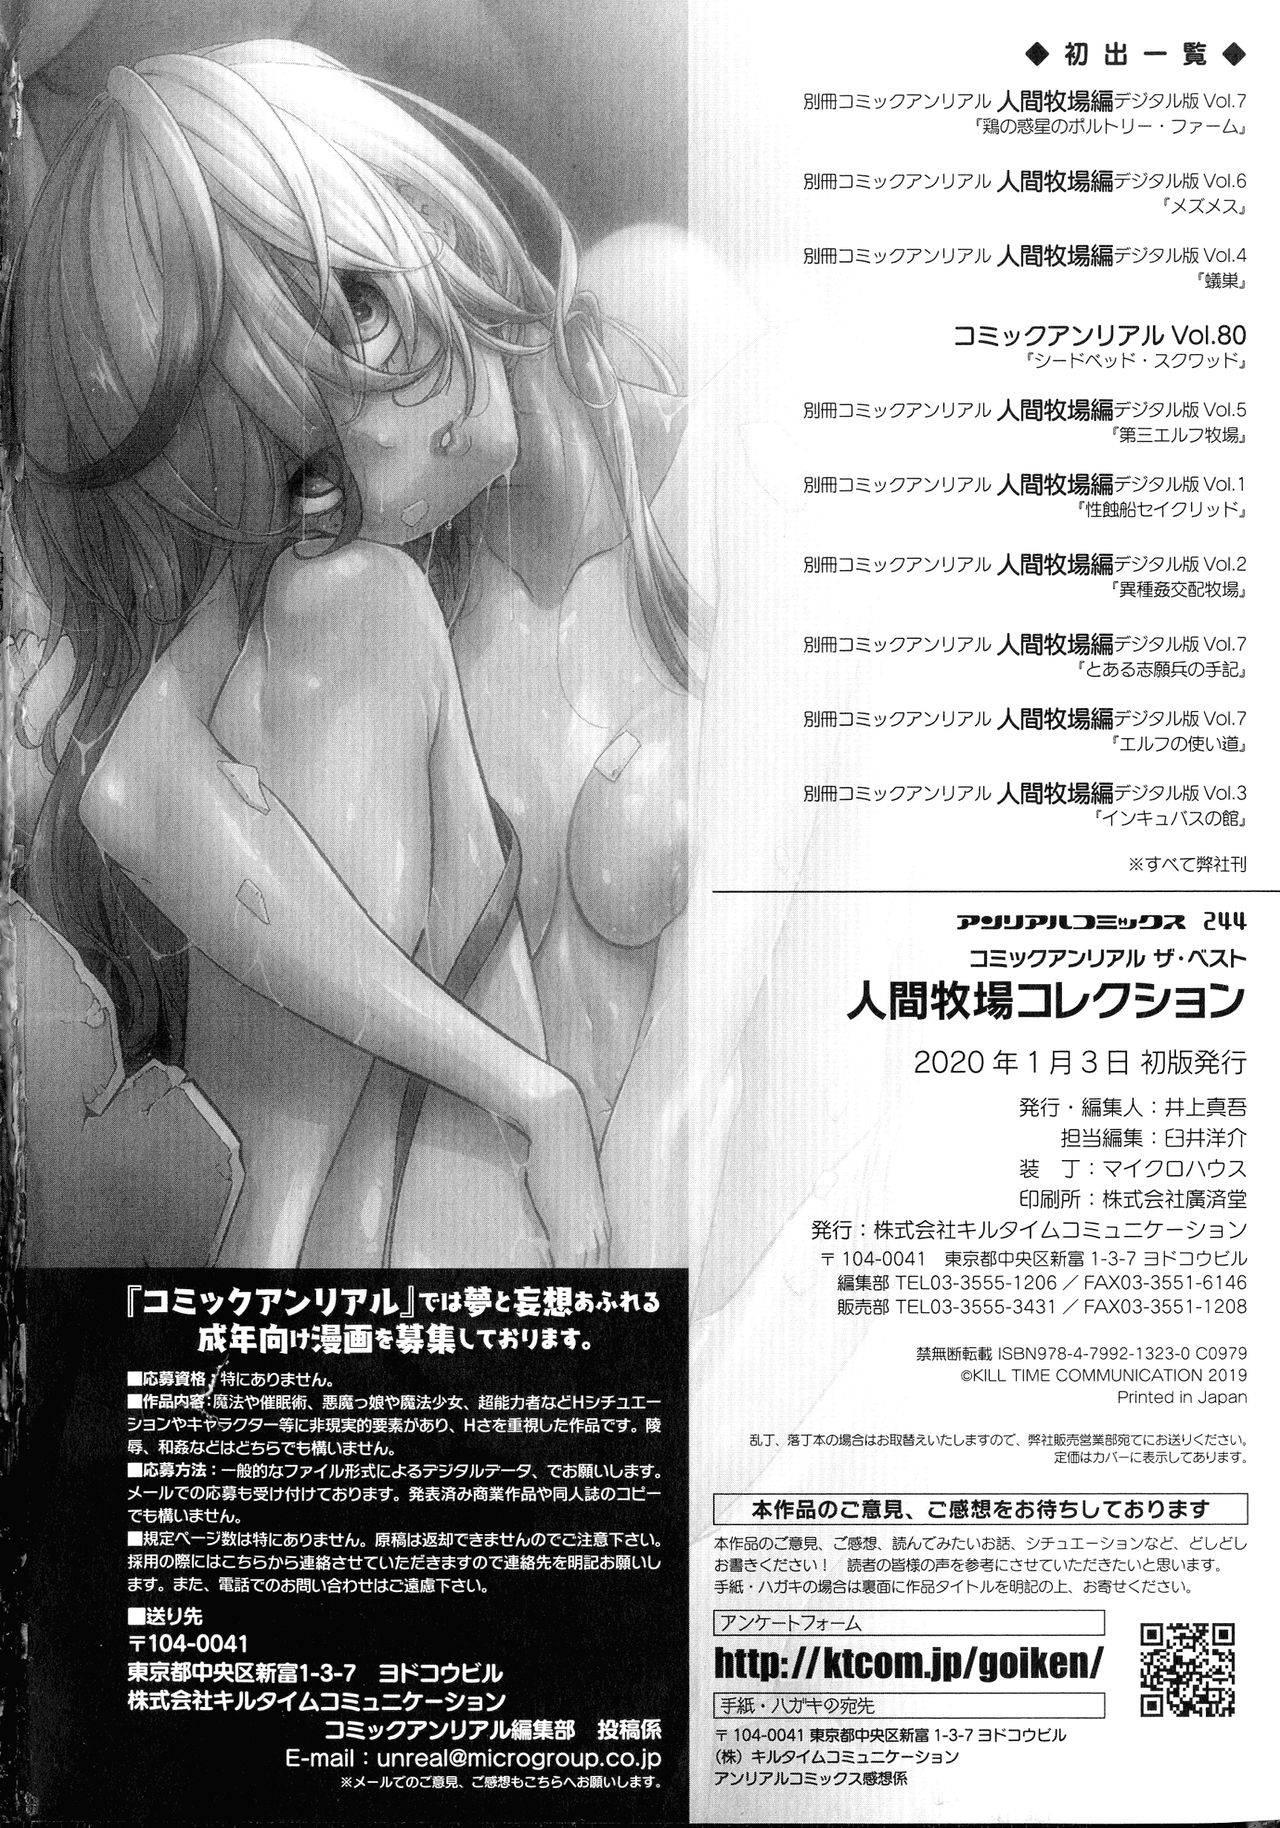 ◆初出一覧◆
別冊コミックアンリアル 人間牧場編デジタル版 Vol.7
『鶏の惑星のポルトリー・ファーム』
別冊コミックアンリアル 人間牧場編デジタル版 Vol.6
『メズメス』
別冊コミックアンリアル 人間牧場編デジタル版 Vol.4
『蟻巣』
コミックアンリアル Vol.80
『シードベッド・スクワッド』
別冊コミックアンリアル 人間牧場編デジタル版 Vol.5
『第三エルフ牧場』
別冊コミックアンリアル 人間牧場編デジタル版 Vol.1
『性蝕船セイクリッド』
別冊コミックアンリアル 人間牧場編デジタル版 Vol.2
『異種姦交配牧場』
別冊コミックアンリアル 人間牧場編デジタル版 Vol.7
『とある志願兵の手記』
別冊コミックアンリアル 人間牧場編デジタル版 Vol.7
『エルフの使い道』
別冊コミックアンリアル 人間牧場編デジタル版 Vol.3
『インキュバスの館』
※すべて弊社刊
アンリアルコミックス 244
コミックアンリアル ザ・ベスト
人間牧場コレクション
2020年1月3日 初版発行
発行・編集人：井上真吾
担当編集：臼井洋介
装　丁：マイクロハウス
印刷所：株式会社廣済堂
発行：株式会社キルタイムコミュニケーション
〒104-0041　東京都中央区新富1-3-7 ヨドコウビル
編集部 TEL03-3555-1206／FAX03-3551-6146
販売部 TEL03-3555-3431／FAX03-3551-1208
禁無断転載 ISBN978-4-7992-1323-0 C0979
©KILL TIME COMMUNICATION 2019
Printed in Japan
乱丁、落丁本の場合はお取替えいたしますので、弊社販売営業部宛てにお送りください。
定価はカバーに表示してあります。
本作品のご意見、ご感想をお待ちしております
本作品のご意見、ご感想、読んでみたいお話、シチュエーションなど、どしどし
お書きください！　読者の皆様の声を参考にさせていただきたいと思います。
手紙・ハガキの場合は裏面に作品タイトルを明記の上、お寄せください。
アンケートフォーム
http://ktcom.jp/goiken/
手紙・ハガキの宛先
〒104-0041 東京都中央区新富1-3-7ヨドコウビル
（株）キルタイムコミュニケーション
アンリアルコミックス感想係
『コミックアンリアル』では夢と妄想あふれる
成年向け漫画を募集しております。
■応募資格：特にありません。
■作品内容：魔法や催眠術、悪魔っ娘や魔法少女、超能力者などHシチュエー
ションやキャラクター等に非現実的要素があり、Hさを重視した作品です。陵
辱、和姦などはどちらでも構いません。
■応募方法：一般的なファイル形式によるデジタルデータ、でお願いします。
メールでの応募も受け付けております。発表済み商業作品や同人誌のコピー
でも構いません。
■規定ページ数は特にありません。原稿は返却できませんのでご注意下さい。
採用の際にはこちらから連絡させていただきますので連絡先を明記お願いし
ます。また、電話でのお問い合わせはご遠慮下さい。
■送り先
〒104-0041
東京都中央区新富1-3-7　ヨドコウビル
株式会社キルタイムコミュニケーション
コミックアンリアル編集部　投稿係
E-mail：unreal@microgroup.co.jp
※メールでのご意見、ご感想もこちらへお願いします。